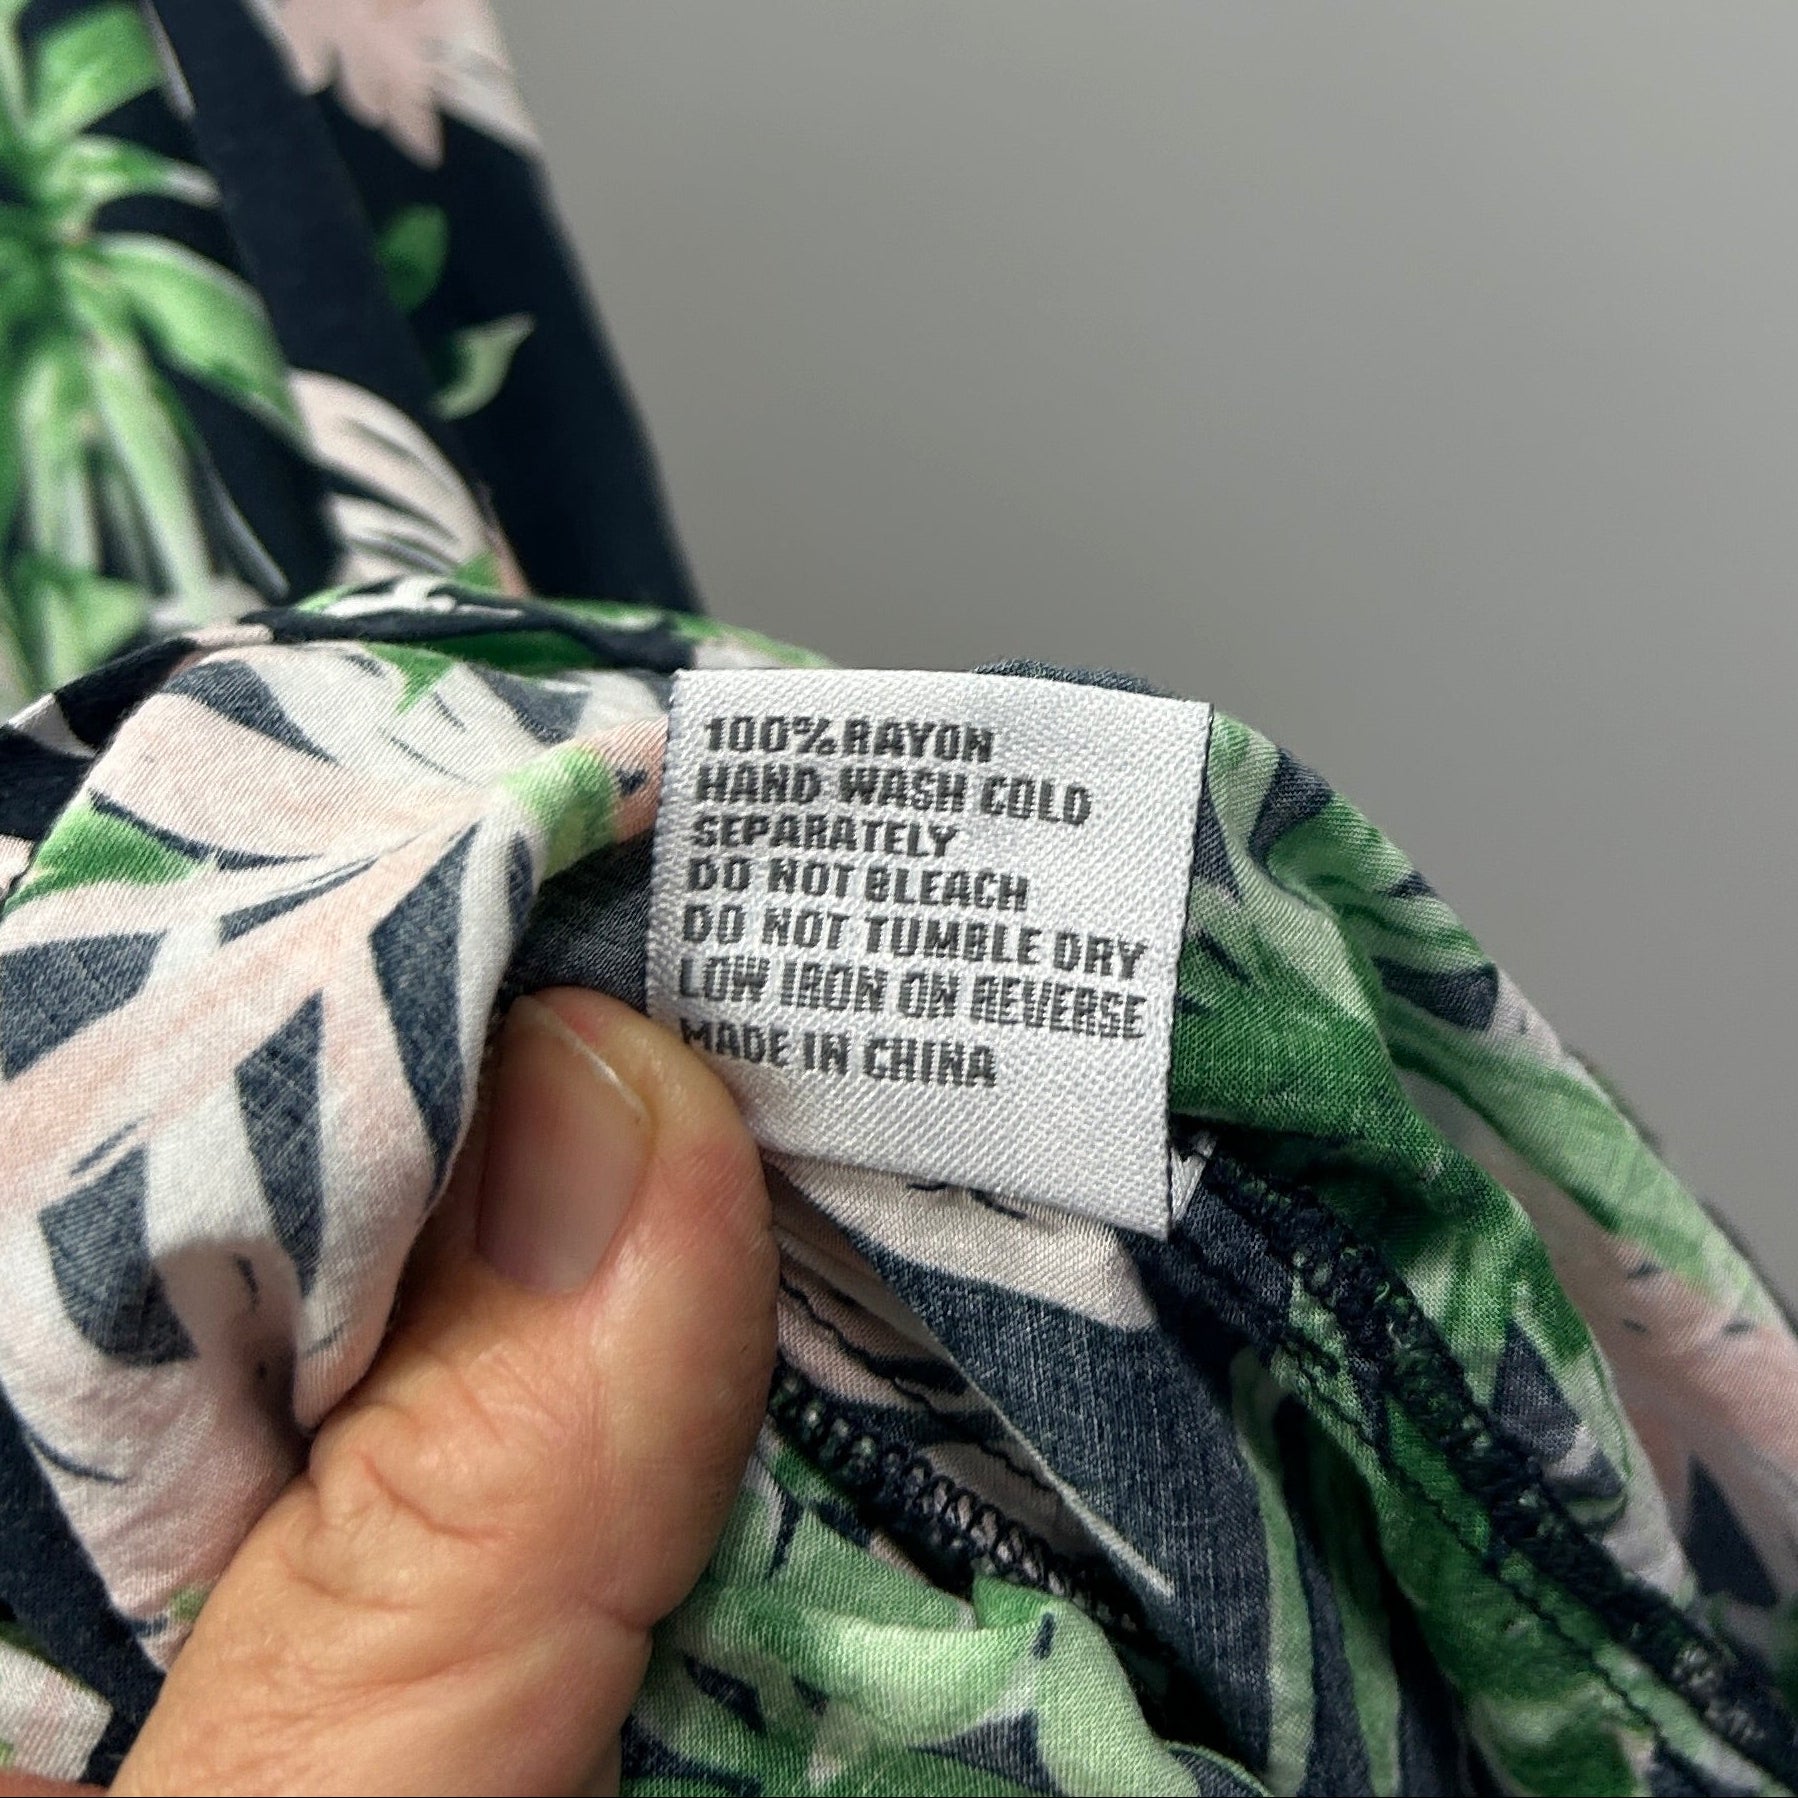 100% RAYON
HAND WASH COLD
SEPARATELY
DO NOT BLEACH
DO NOT TUMBLE DRY
LOW IRON ON REVERSE
MADE IN CHINA